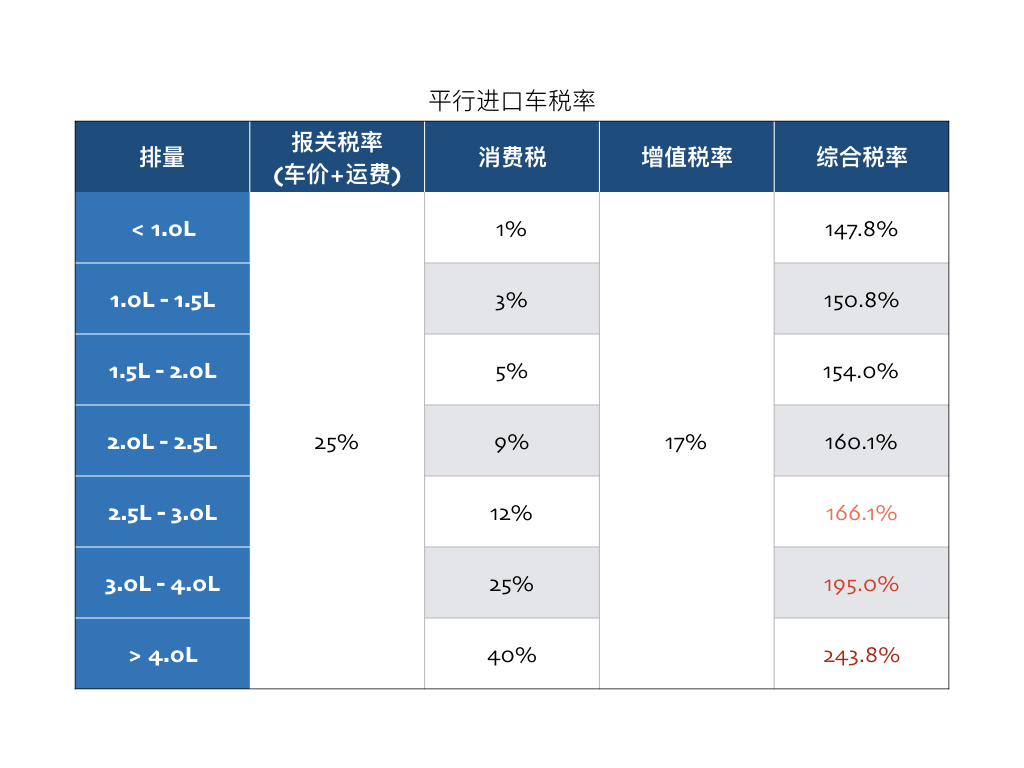 平行进口车税率
排量
报关税率
(车价+运费)
消费税
增值税率
综合税率
< 1.0L
1%
147.8%
1.0L - 1.5L
3%
150.8%
1.5L - 2.0L
5%
154.0%
2.0L - 2.5L
25%
9%
17%
160.1%
2.5L - 3.0L
12%
166.1%
3.0L - 4.0L
25%
195.0%
> 4.0L
40%
243.8%